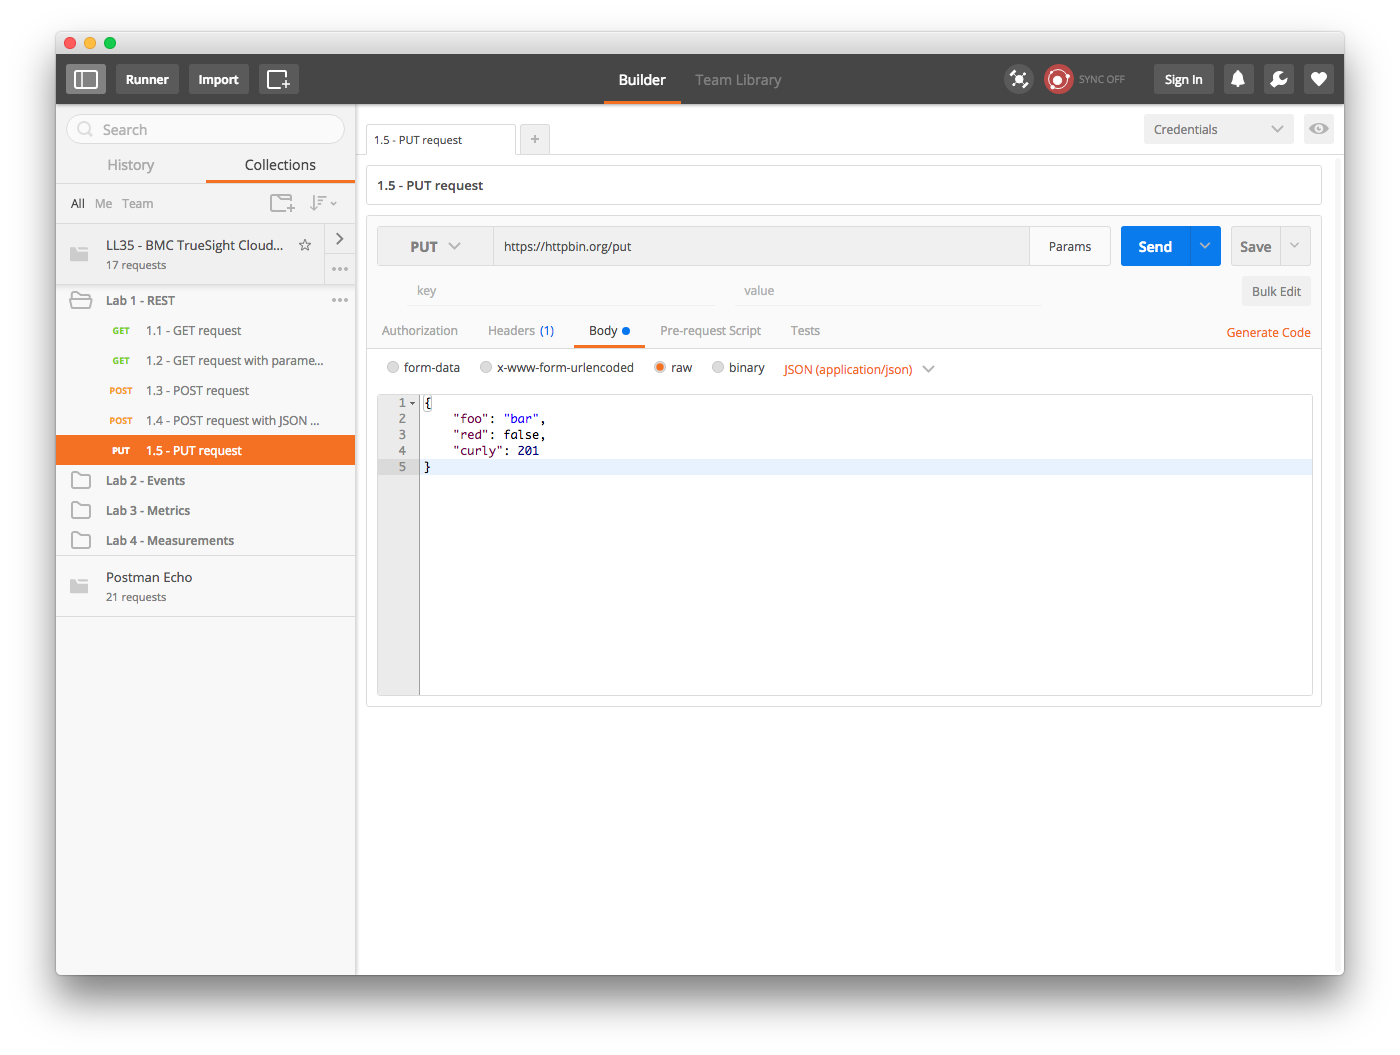 Runner Import Builder Team Library SYNC OFF Sign In
Search
History Collections
All Me Team
LL35 - BMC TrueSight Cloud...
17 requests
Lab 1 - REST
GET 1.1 - GET request
GET 1.2 - GET request with parame...
POST 1.3 - POST request
POST 1.4 - POST request with JSON ...
PUT 1.5 - PUT request
Lab 2 - Events
Lab 3 - Metrics
Lab 4 - Measurements
Postman Echo
21 requests
1.5 - PUT request +
Credentials
1.5 - PUT request
PUT https://httpbin.org/put Params Send Save
key value Bulk Edit
Authorization Headers (1) Body Pre-request Script Tests Generate Code
form-data x-www-form-urlencoded raw binary JSON (application/json)
1 {
2 "foo": "bar",
3 "red": false,
4 "curly": 201
5 }